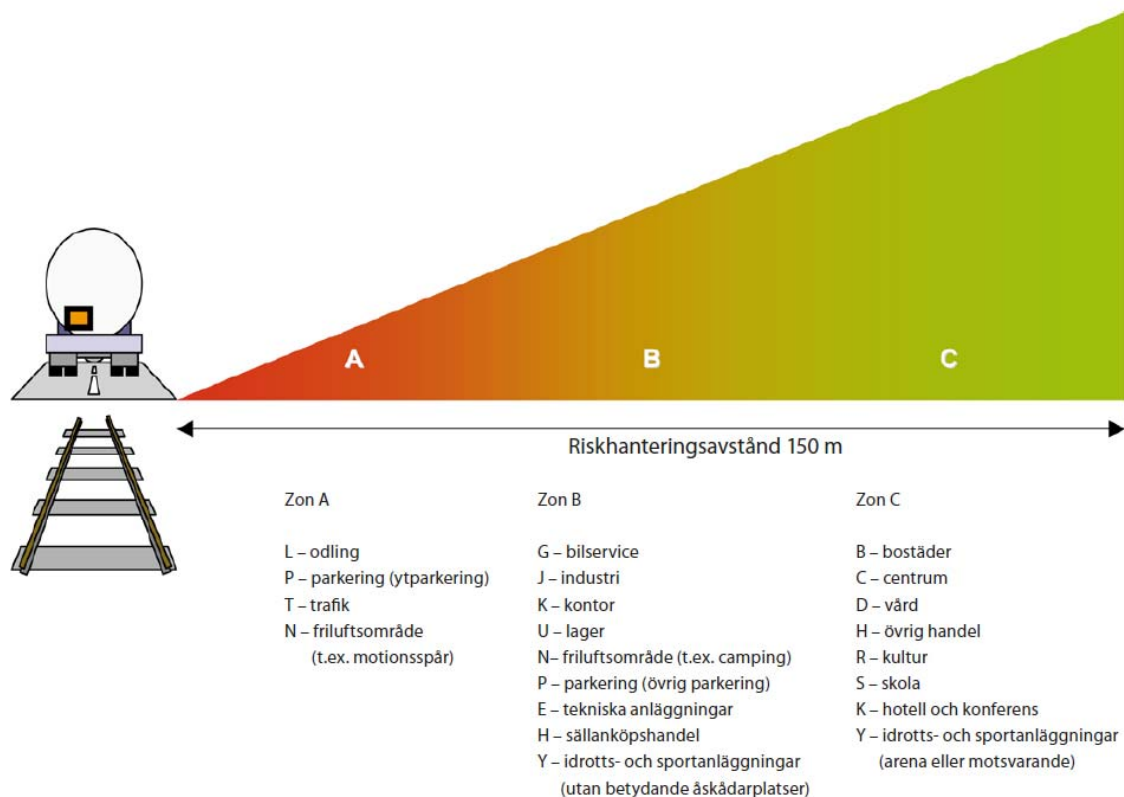 A
B
C
Riskhanteringsavstånd 150 m
Zon A
L – odling
P – parkering (ytparkering)
T – trafik
N – friluftsområde
(t.ex. motionsspår)
Zon B
G – bilservice
J – industri
K – kontor
U – lager
N– friluftsområde (t.ex. camping)
P – parkering (övrig parkering)
E – tekniska anläggningar
H – sällanköpshandel
Y – idrotts- och sportanläggningar
(utan betydande åskådarplatser)
Zon C
B – bostäder
C – centrum
D – vård
H – övrig handel
R – kultur
S – skola
K – hotell och konferens
Y – idrotts- och sportanläggningar
(arena eller motsvarande)